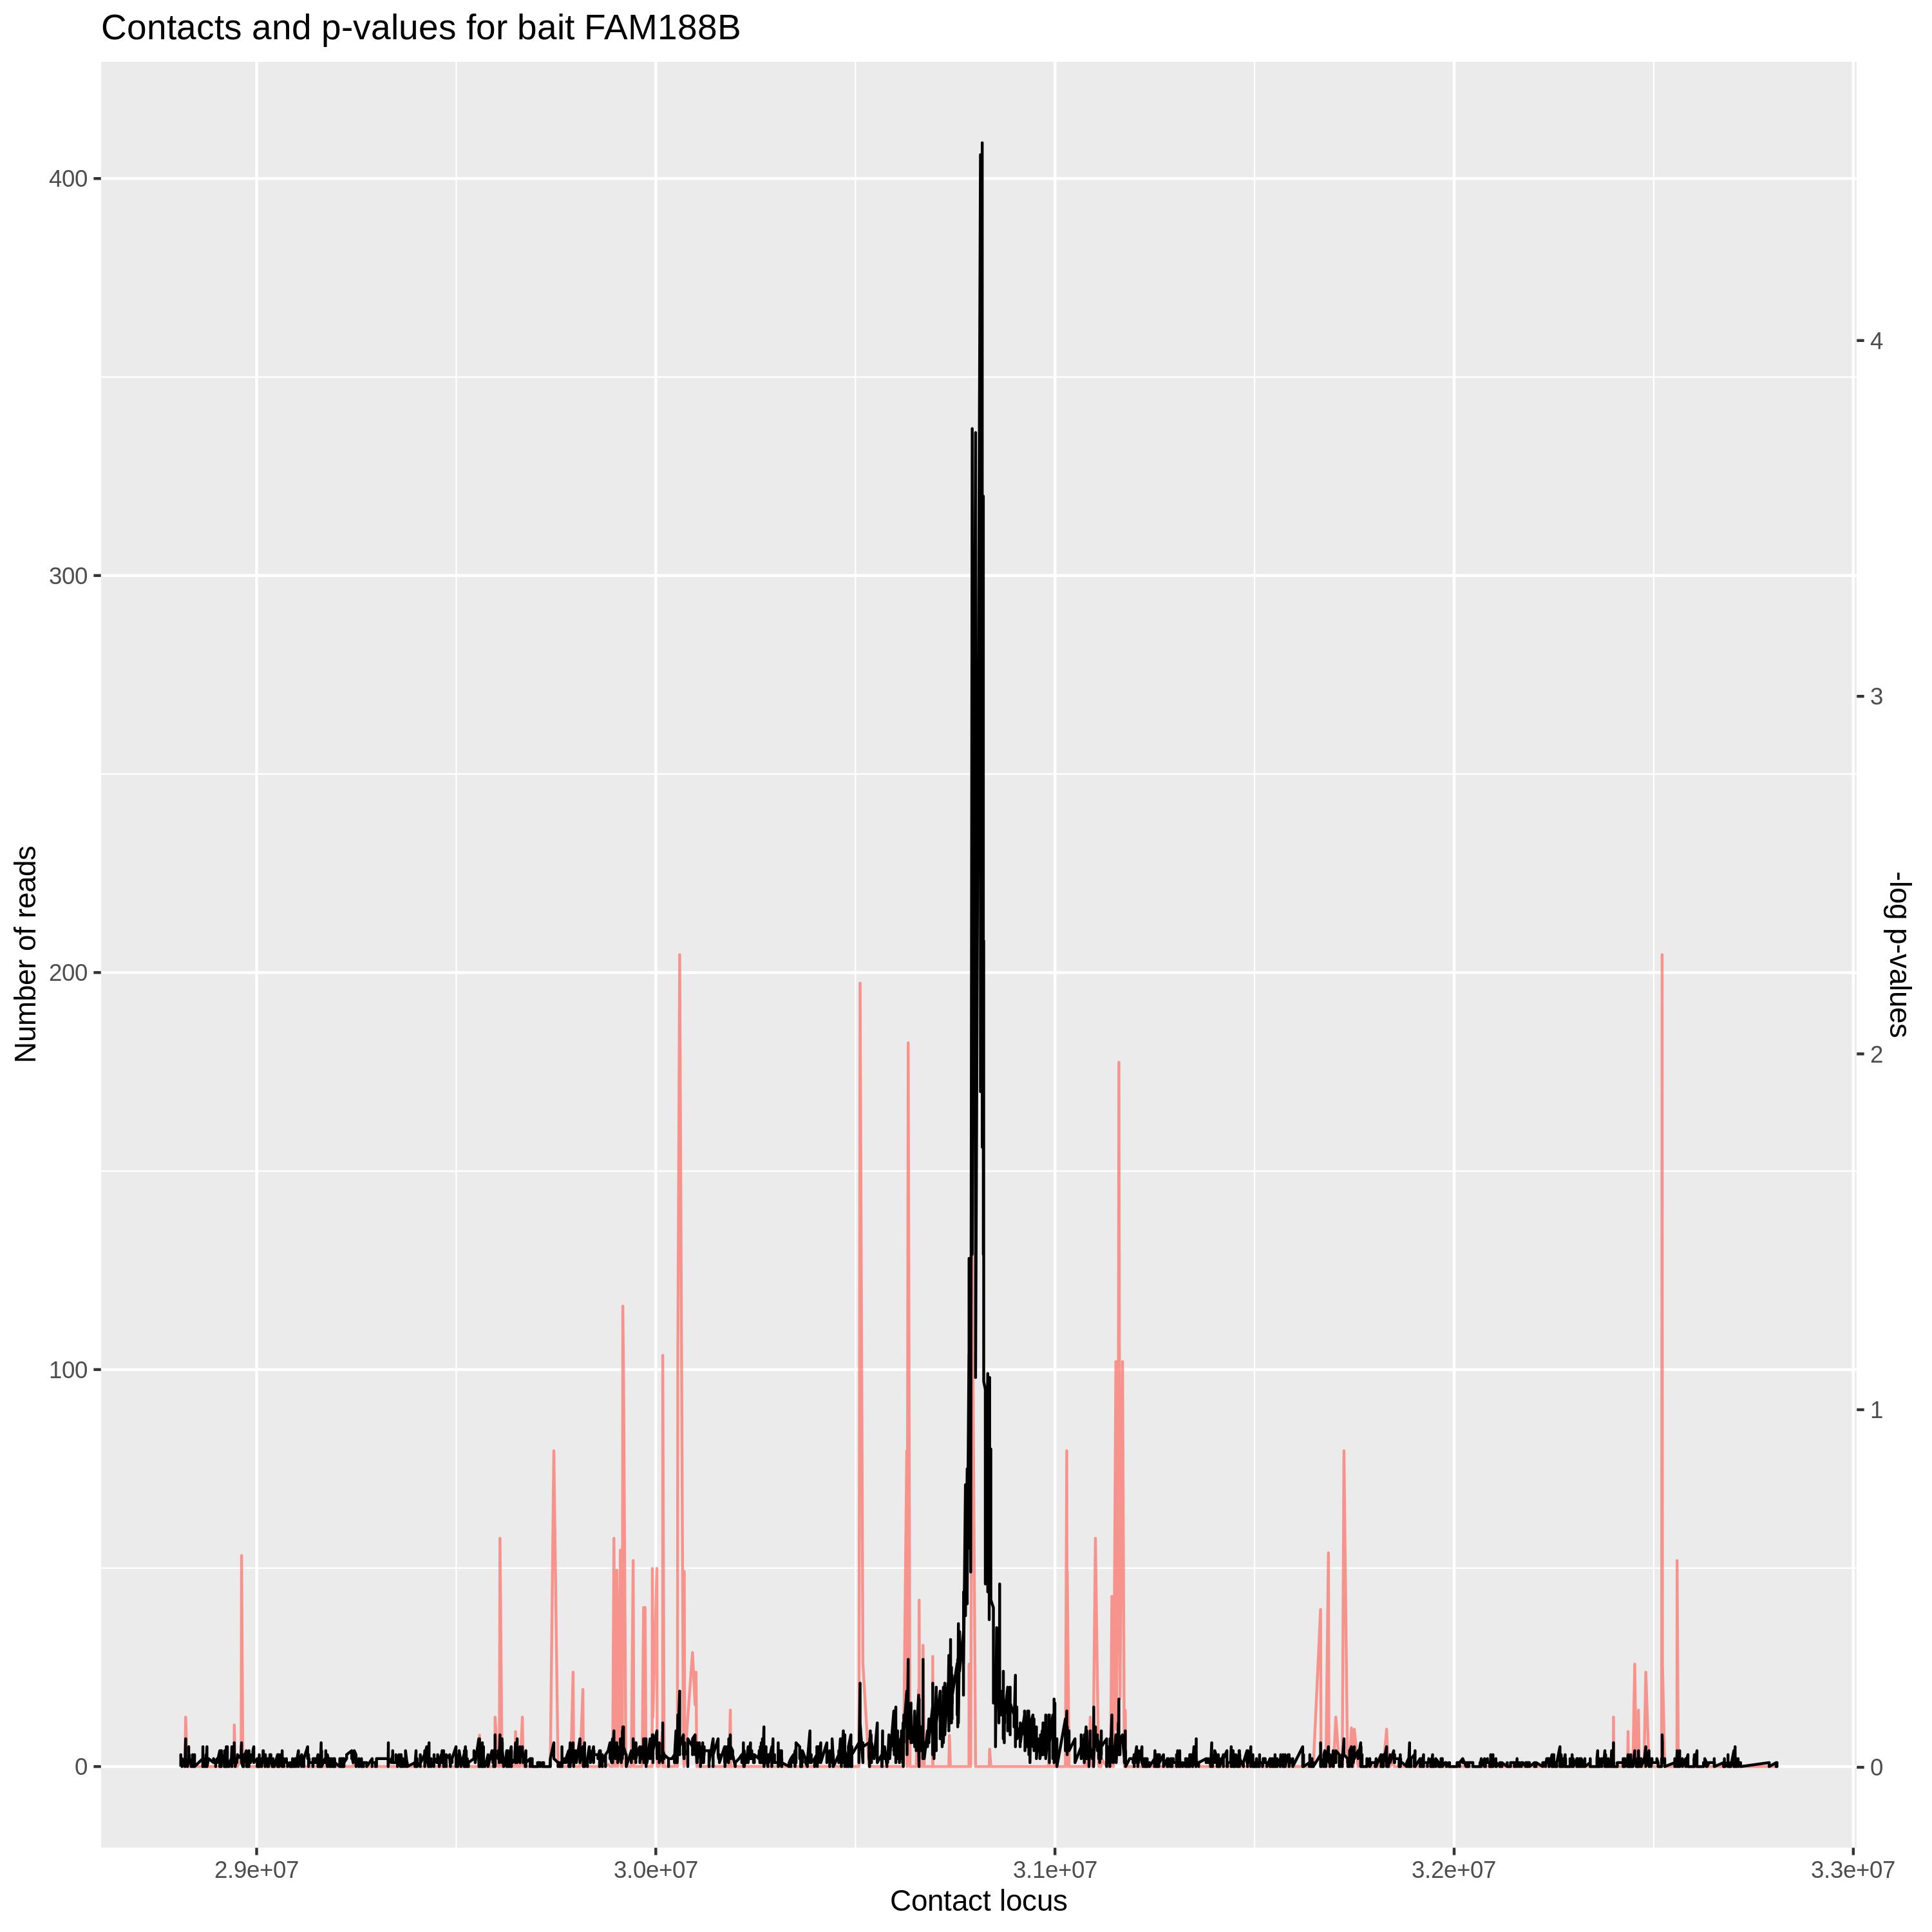 Contacts and p-values for bait FAM188B
400
300
200
100
0
Number of reads
4
3
2
1
0
-log p-values
2.9e+07
3.0e+07
3.1e+07
3.2e+07
3.3e+07
Contact locus